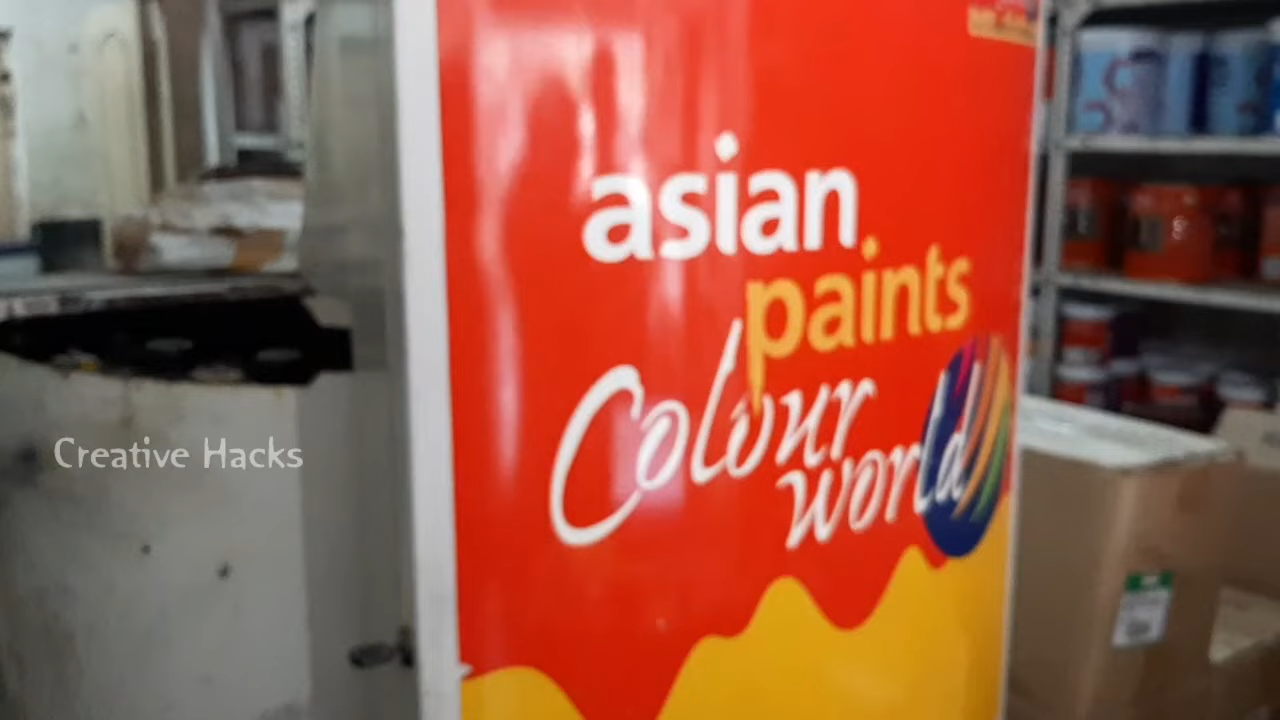 asian
paints
Colour
world
Creative Hacks